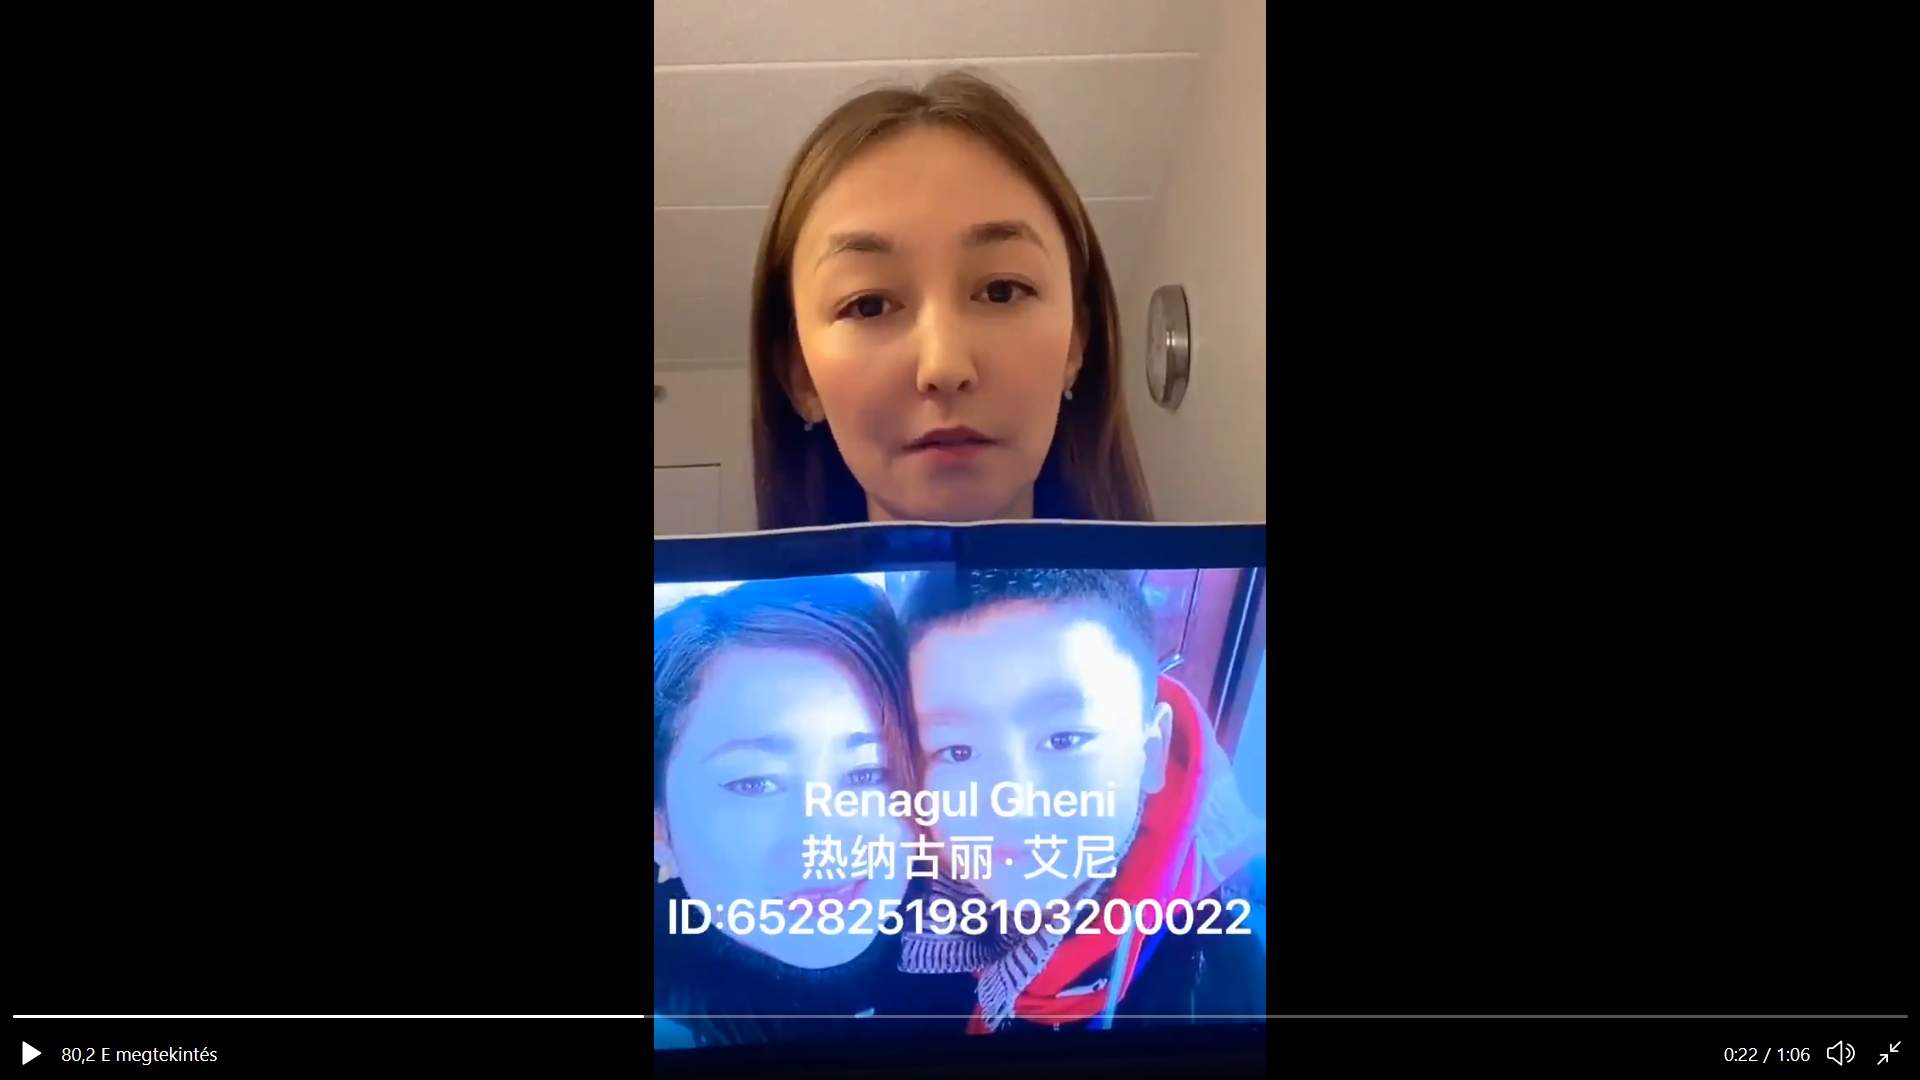 Renagul Gheni
热纳古丽·艾尼
ID:652825198103200022
80,2 E megtekintés
0:22 / 1:06